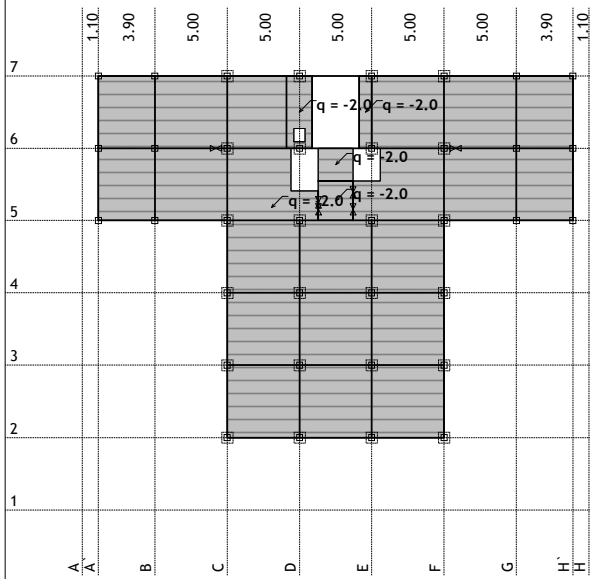 1.10 3.90 5.00 5.00 5.00 5.00 5.00 3.90 1.10
7
q = -2.0 q = -2.0
6
q = -2.0
q = -2.0
q = -2.0
5
4
3
2
1
A A´ B C D E F G H´ H